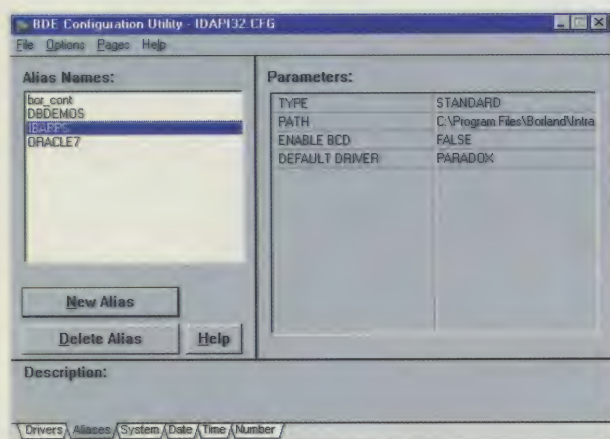 BDE Configuration Utility - IDAPI32.CFG
File Options Pages Help
Alias Names:
bor_cont
DBDEMOS
IBAPPS
ORACLE7
New Alias
Delete Alias
Help
Parameters:
TYPE STANDARD
PATH C:\Program Files\Borland\Intra
ENABLE BCD FALSE
DEFAULT DRIVER PARADOX
Description:
Drivers Aliases System Date Time Number